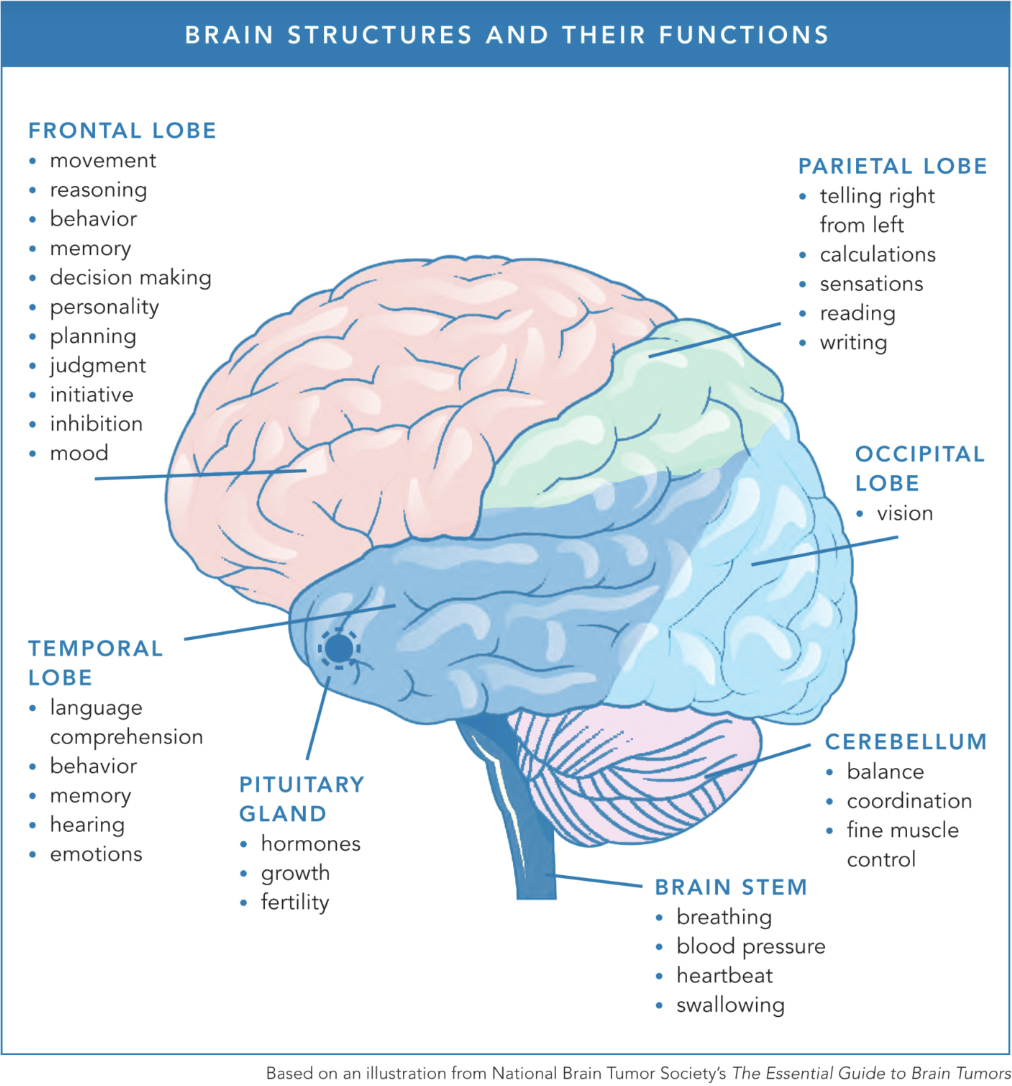 BRAIN STRUCTURES AND THEIR FUNCTIONS
FRONTAL LOBE
• movement
• reasoning
• behavior
• memory
• decision making
• personality
• planning
• judgment
• initiative
• inhibition
• mood
PARIETAL LOBE
• telling right
from left
• calculations
• sensations
• reading
• writing
OCCIPITAL
LOBE
• vision
TEMPORAL
LOBE
• language
comprehension
• behavior
• memory
• hearing
• emotions
PITUITARY
GLAND
• hormones
• growth
• fertility
CEREBELLUM
• balance
• coordination
• fine muscle
control
BRAIN STEM
• breathing
• blood pressure
• heartbeat
• swallowing
Based on an illustration from National Brain Tumor Society’s The Essential Guide to Brain Tumors